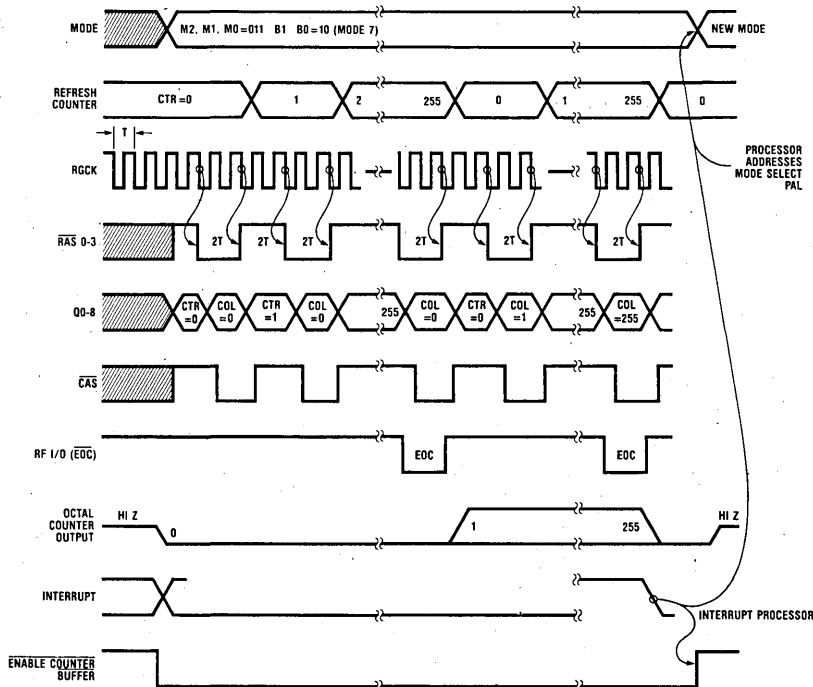 MODE
M2, M1, M0=011 B1 B0=10 (MODE 7)
NEW MODE
REFRESH
COUNTER
CTR=0 1 2 255 0 1 255 0
T
RGCK
PROCESSOR
ADDRESSES
MODE SELECT
PAL
RAS 0-3
2T 2T 2T 2T 2T 2T
Q0-8
CTR
=0
COL
=0
CTR
=1
COL
=0
255
COL
=0
CTR
=0
COL
=1
255
COL
=255
CAS
RF I/O (EOC)
EOC EOC
OCTAL
COUNTER
OUTPUT
HI Z
0
1
255
HI Z
INTERRUPT
INTERRUPT PROCESSOR
ENABLE COUNTER
BUFFER